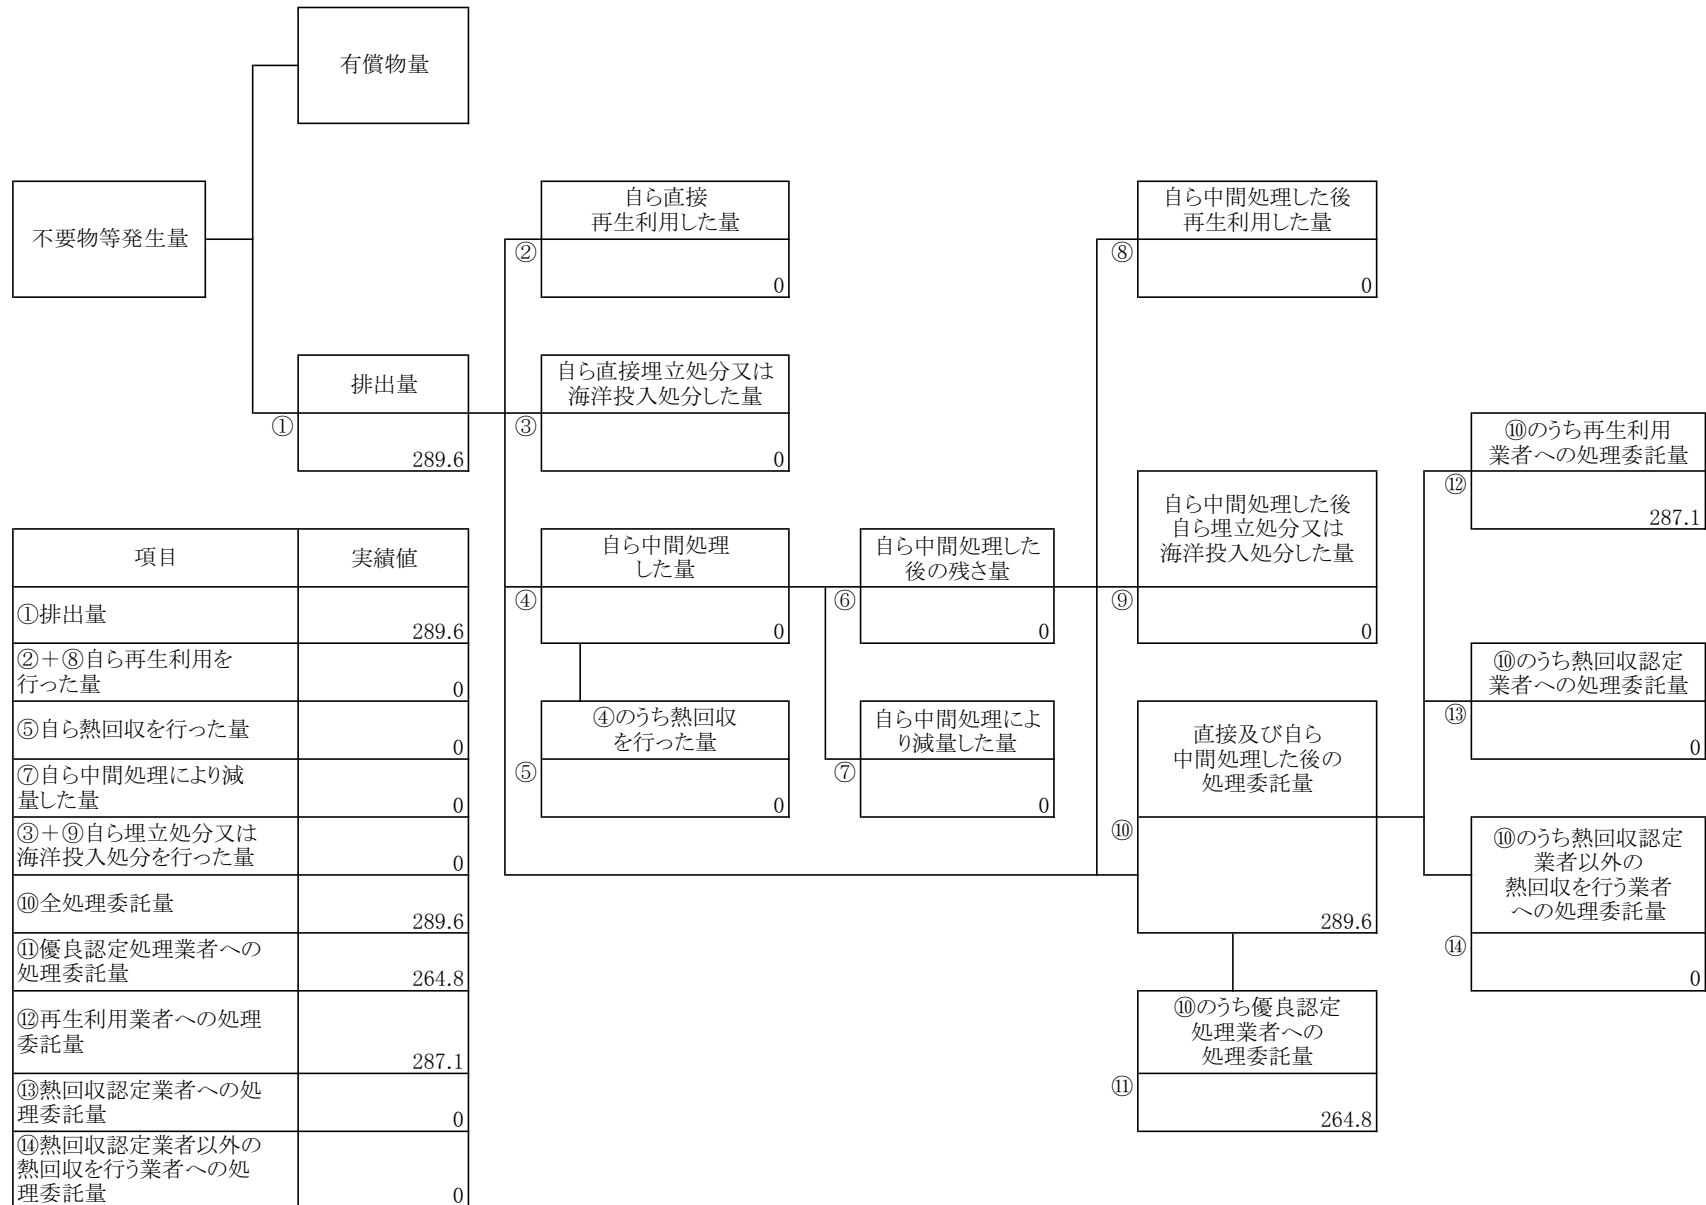 有償物量
不要物等発生量
自ら直接
再生利用した量
②
0
自ら中間処理した後
再生利用した量
⑧
0
排出量
①
289.6
自ら直接埋立処分又は
海洋投入処分した量
③
0
⑩のうち再生利用
業者への処理委託量
⑫
287.1
自ら中間処理した後
自ら埋立処分又は
海洋投入処分した量
⑨
0
自ら中間処理
した量
④
0
自ら中間処理した
後の残さ量
⑥
0
⑩のうち熱回収認定
業者への処理委託量
⑬
0
④のうち熱回収
を行った量
⑤
0
自ら中間処理によ
り減量した量
⑦
0
直接及び自ら
中間処理した後の
処理委託量
⑩
289.6
⑩のうち熱回収認定
業者以外の
熱回収を行う業者
への処理委託量
⑭
0
⑩のうち優良認定
処理業者への
処理委託量
⑪
264.8
項目 実績値
①排出量
289.6
②＋⑧自ら再生利用を
行った量 0
⑤自ら熱回収を行った量
0
⑦自ら中間処理により減
量した量 0
③＋⑨自ら埋立処分又は
海洋投入処分を行った量 0
⑩全処理委託量
289.6
⑪優良認定処理業者への
処理委託量 264.8
⑫再生利用業者への処理
委託量
287.1
⑬熱回収認定業者への処
理委託量 0
⑭熱回収認定業者以外の
熱回収を行う業者への処
理委託量 0